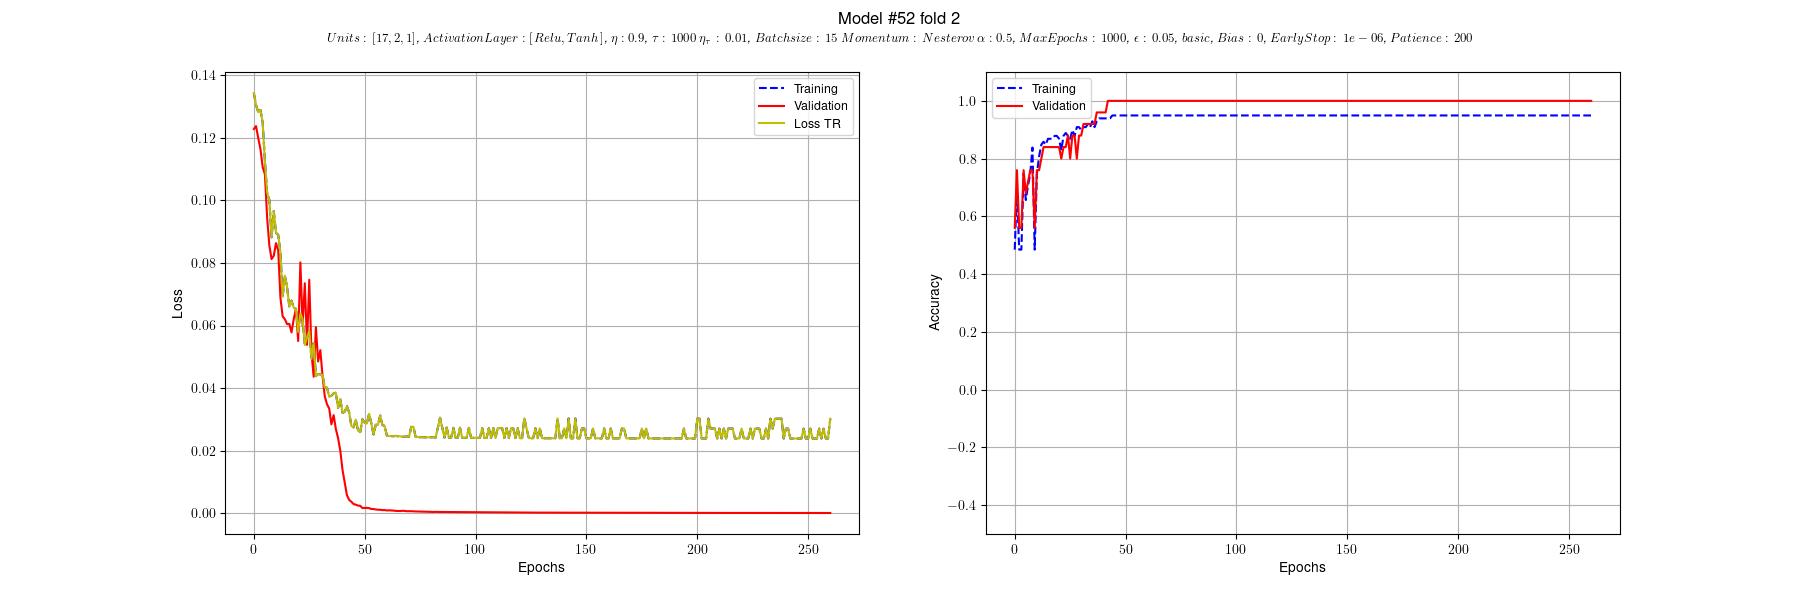 Model #52 fold 2
Units : [17, 2, 1], ActivationLayer : [Relu, Tanh], η : 0.9, τ : 1000 η_τ : 0.01, Batchsize : 15 Momentum : Nesterov α : 0.5, MaxEpochs : 1000, ϵ : 0.05, basic, Bias : 0, EarlyStop : 1e − 06, Patience : 200
0.14
0.12
0.10
0.08
0.06
0.04
0.02
0.00
Loss
Training
Validation
Loss TR
0 50 100 150 200 250
Epochs
1.0
0.8
0.6
0.4
0.2
0.0
−0.2
−0.4
Accuracy
Training
Validation
0 50 100 150 200 250
Epochs